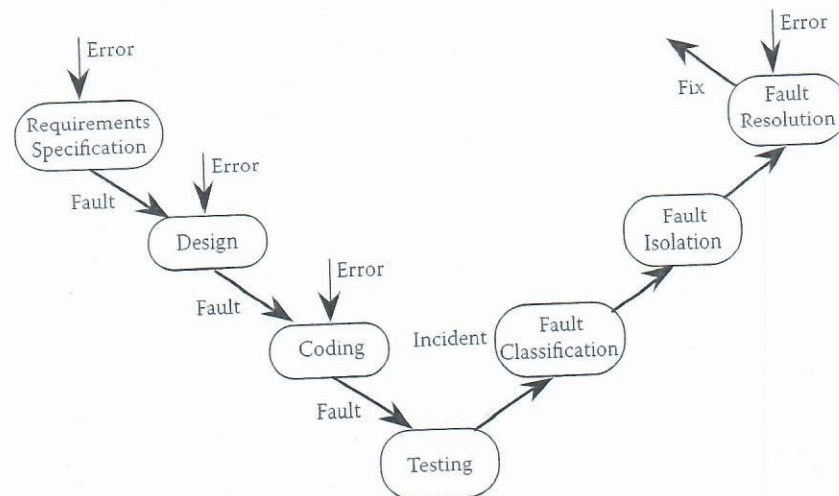 Error
Error
Fix
Fault
Resolution
Requirements
Specification
Error
Fault
Fault
Isolation
Design
Error
Fault
Incident
Fault
Classification
Coding
Fault
Testing